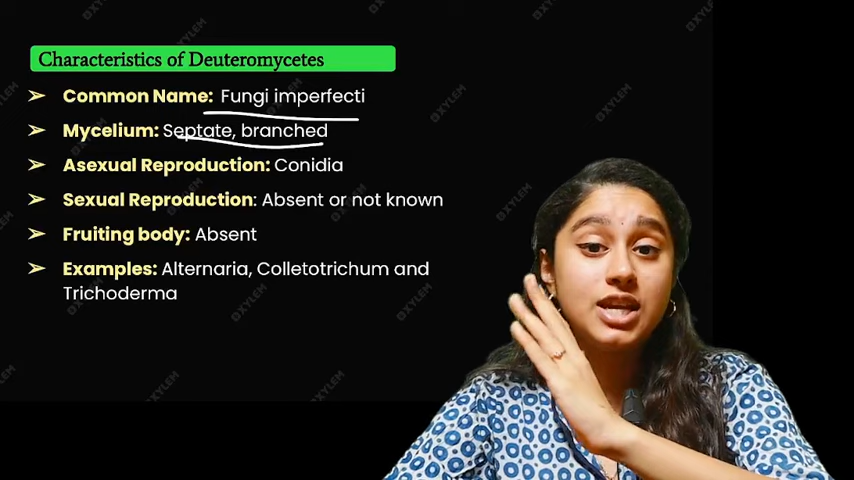 Characteristics of Deuteromycetes
➢ Common Name: Fungi imperfecti
➢ Mycelium: Septate, branched
➢ Asexual Reproduction: Conidia
➢ Sexual Reproduction: Absent or not known
➢ Fruiting body: Absent
➢ Examples: Alternaria, Colletotrichum and
Trichoderma
OXYLEM